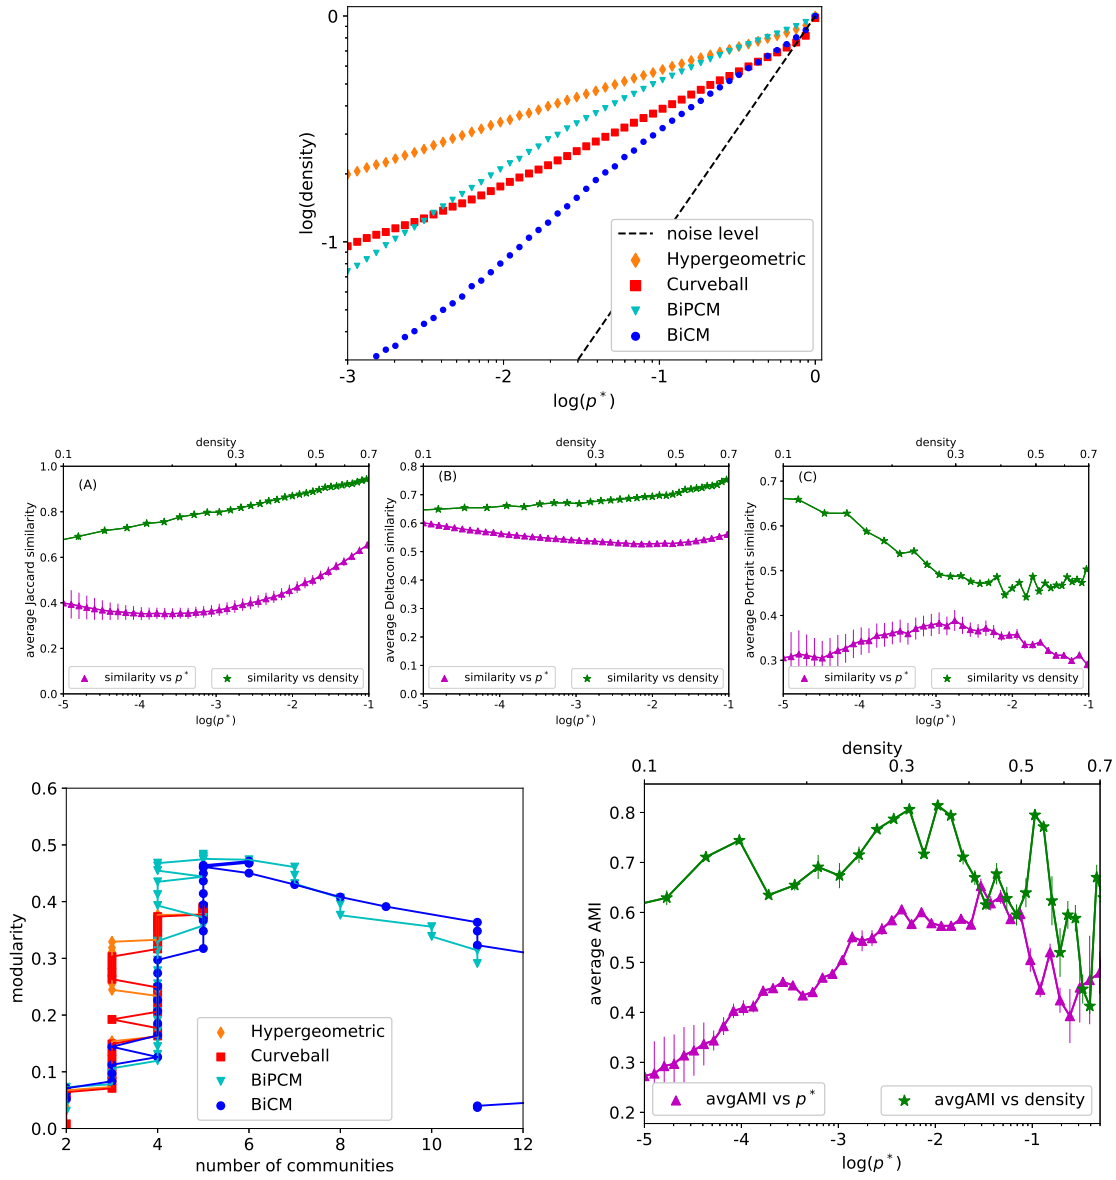 0
-1
log(density)
noise level
Hypergeometric
Curveball
BiPCM
BiCM
-3
-2
-1
0
log(p*)
density
0.1
0.3
0.5
0.7
(A)
1.0
0.8
0.6
0.4
0.2
0.0
average Jaccard similarity
similarity vs p*
similarity vs density
-5
-4
-3
-2
-1
log(p*)
density
0.1
0.3
0.5
0.7
(B)
0.8
0.7
0.6
0.5
0.4
0.3
0.2
0.1
0.0
average Deltacon similarity
similarity vs p*
similarity vs density
-5
-4
-3
-2
-1
log(p*)
density
0.1
0.3
0.5
0.7
(C)
0.7
0.6
0.5
0.4
0.3
average Portrait similarity
similarity vs p*
similarity vs density
-5
-4
-3
-2
-1
log(p*)
0.6
0.5
0.4
0.3
0.2
0.1
0.0
modularity
Hypergeometric
Curveball
BiPCM
BiCM
2
4
6
8
10
12
number of communities
density
0.1
0.3
0.5
0.7
0.8
0.7
0.6
0.5
0.4
0.3
0.2
average AMI
avgAMI vs p*
avgAMI vs density
-5
-4
-3
-2
-1
log(p*)